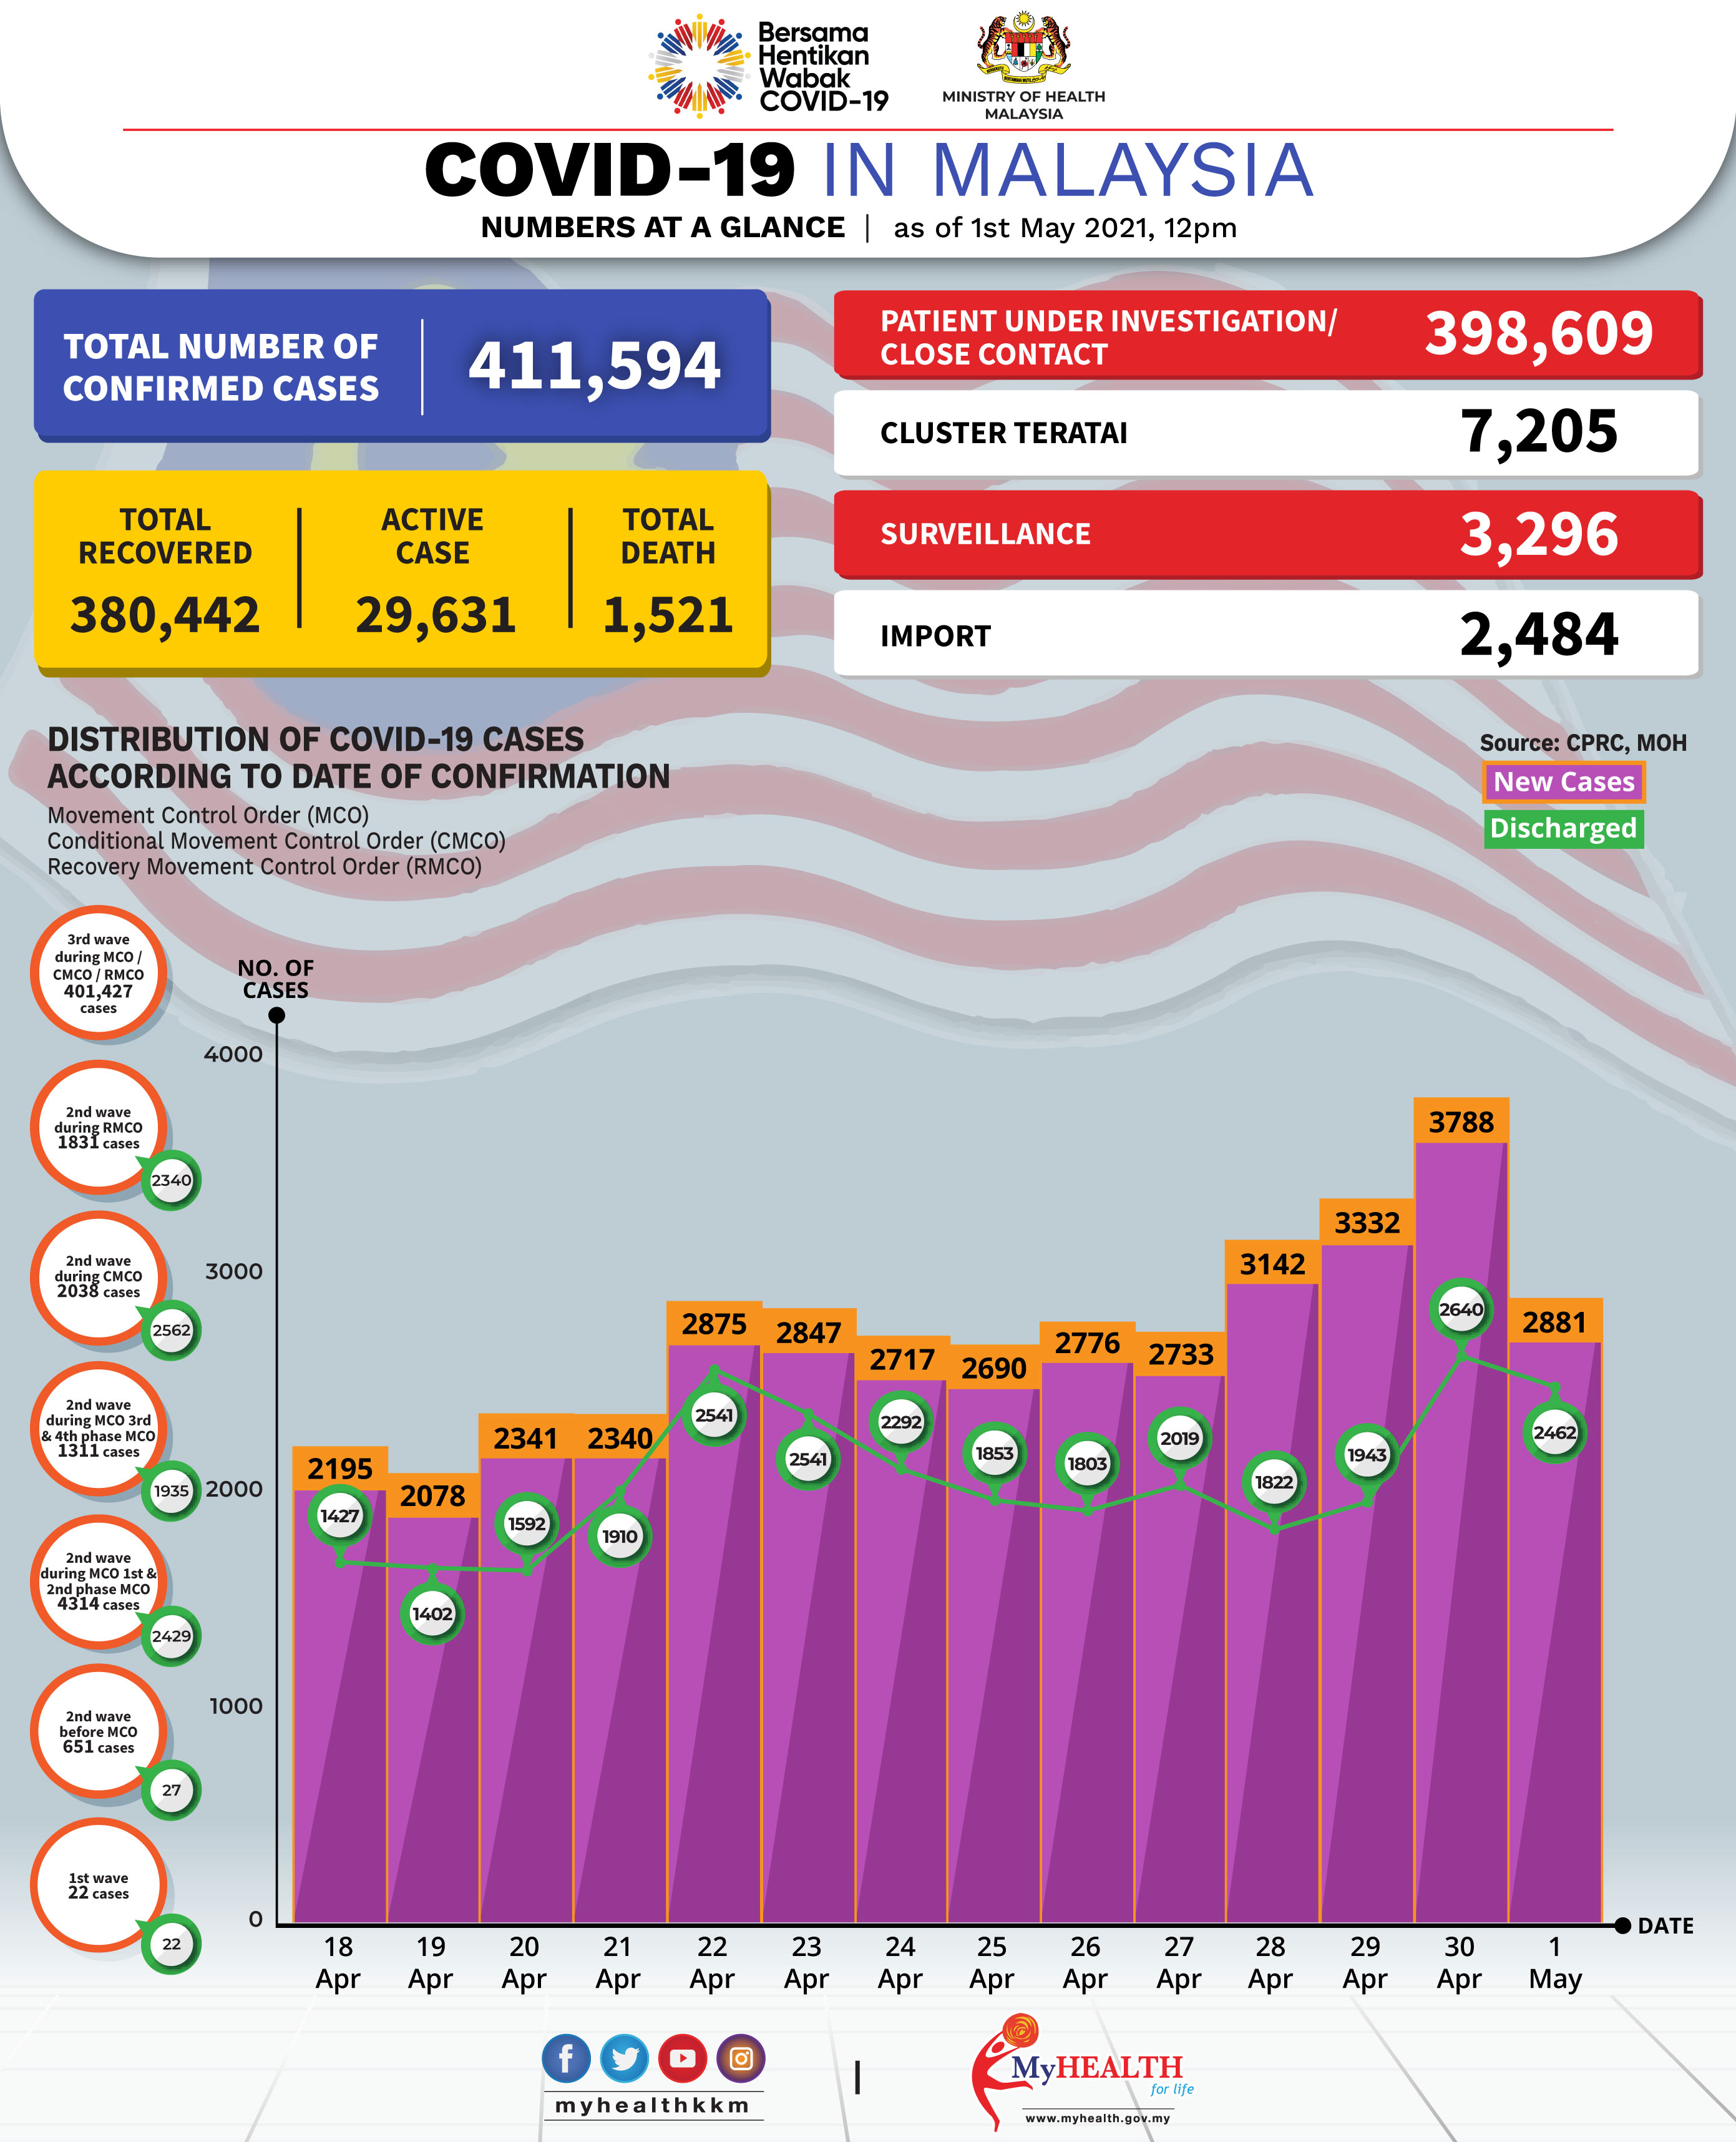 Bersama
Hentikan
Wabak
COVID-19
MINISTRY OF HEALTH
MALAYSIA
COVID-19 IN MALAYSIA
NUMBERS AT A GLANCE | as of 1st May 2021, 12pm
TOTAL NUMBER OF
CONFIRMED CASES
411,594
TOTAL
RECOVERED
380,442
ACTIVE
CASE
29,631
TOTAL
DEATH
1,521
PATIENT UNDER INVESTIGATION/
CLOSE CONTACT
398,609
CLUSTER TERATAI
7,205
SURVEILLANCE
3,296
IMPORT
2,484
DISTRIBUTION OF COVID-19 CASES
ACCORDING TO DATE OF CONFIRMATION
Movement Control Order (MCO)
Conditional Movement Control Order (CMCO)
Recovery Movement Control Order (RMCO)
Source: CPRC, MOH
New Cases
Discharged
3rd wave
during MCO /
CMCO / RMCO
401,427
cases
2nd wave
during RMCO
1831 cases
2340
2nd wave
during CMCO
2038 cases
2562
2nd wave
during MCO 3rd
& 4th phase MCO
1311 cases
1935
2nd wave
during MCO 1st &
2nd phase MCO
4314 cases
2429
2nd wave
before MCO
651 cases
27
1st wave
22 cases
22
NO. OF
CASES
4000
3000
2000
1000
0
2195
2078
2341
2340
2875
2847
2717
2690
2776
2733
3142
3332
3788
2881
1427
1402
1592
1910
2541
2541
2292
1853
1803
2019
1822
1943
2640
2462
18
Apr
19
Apr
20
Apr
21
Apr
22
Apr
23
Apr
24
Apr
25
Apr
26
Apr
27
Apr
28
Apr
29
Apr
30
Apr
1
May
DATE
myhealthkkm
MyHEALTH
for life
www.myhealth.gov.my